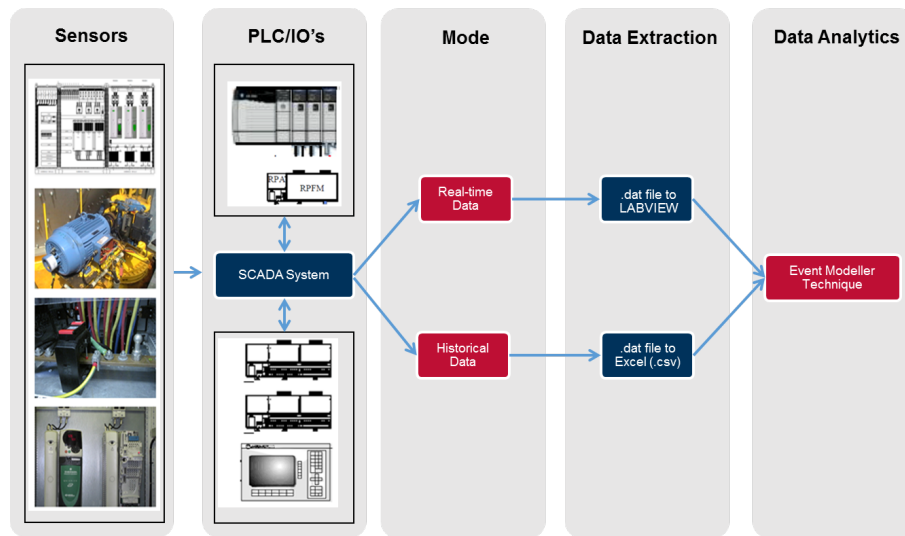 Sensors
PLC/IO's
Mode
Data Extraction
Data Analytics
RPA
RPFM
SCADA System
Real-time
Data
.dat file to
LABVIEW
Event Modeller
Technique
Historical
Data
.dat file to
Excel (.csv)